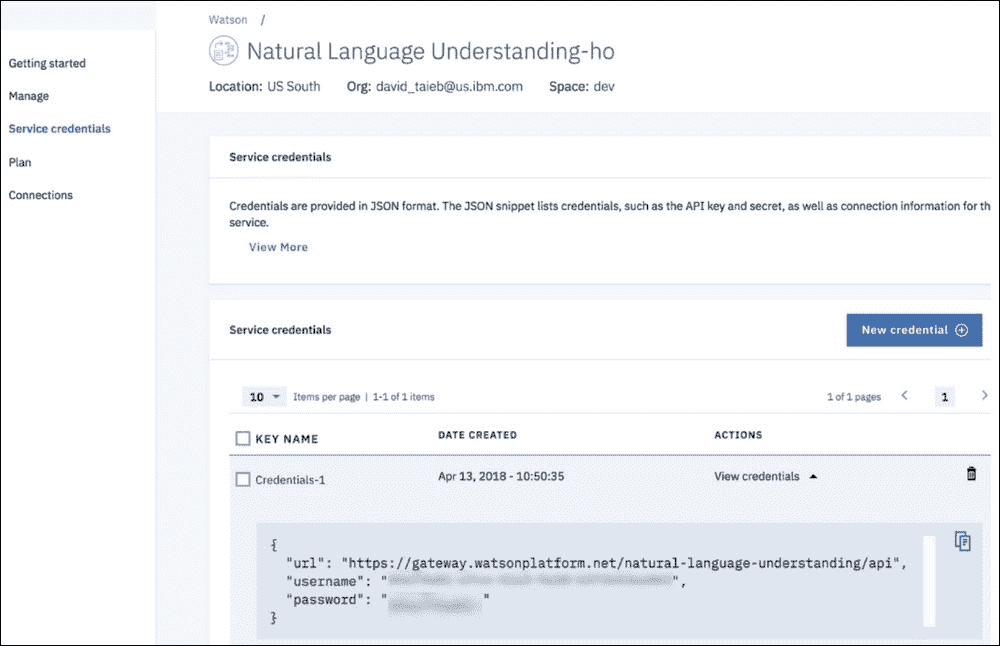 Watson /
Natural Language Understanding-ho
Location: US South Org: david_taieb@us.ibm.com Space: dev
Getting started
Manage
Service credentials
Plan
Connections
Service credentials
Credentials are provided in JSON format. The JSON snippet lists credentials, such as the API key and secret, as well as connection information for th
service.
View More
Service credentials
New credential
10 Items per page | 1-1 of 1 items 1 of 1 pages 1
KEY NAME DATE CREATED ACTIONS
Credentials-1 Apr 13, 2018 - 10:50:35 View credentials
{
"url": "https://gateway.watsonplatform.net/natural-language-understanding/api",
"username": " ",
"password": " "
}